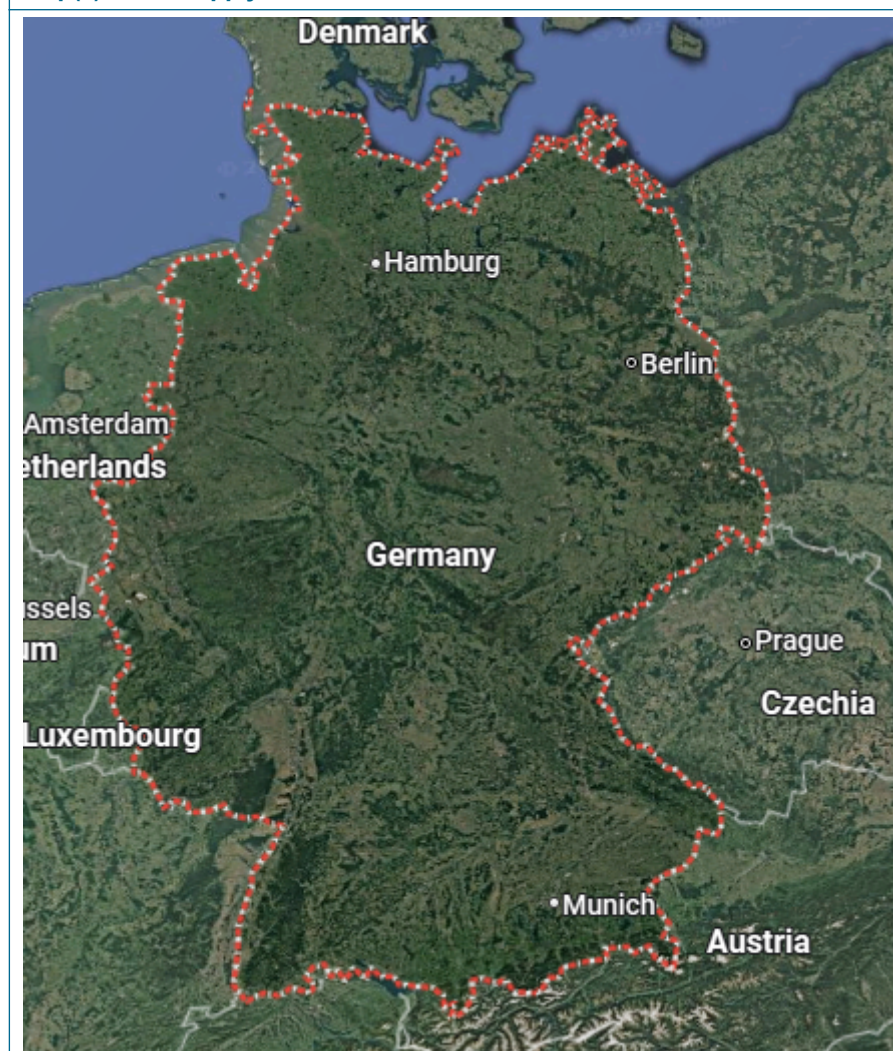 Denmark
Hamburg
Berlin
Amsterdam
etherlands
Germany
ussels
um
Prague
Czechia
Luxembourg
Munich
Austria